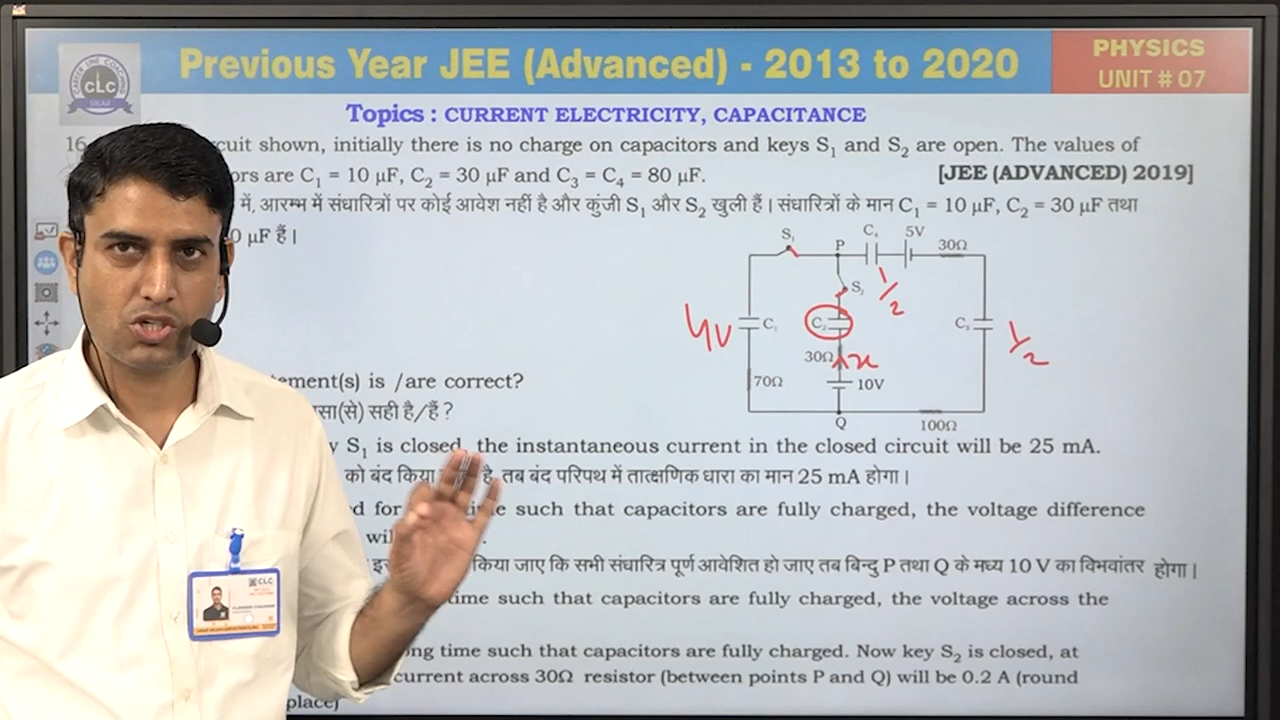 Previous Year JEE (Advanced) - 2013 to 2020
PHYSICS
UNIT # 07
CLC
SIKAR
Topics : CURRENT ELECTRICITY, CAPACITANCE
16
cuit shown, initially there is no charge on capacitors and keys S₁ and S₂ are open. The values of
ors are C₁ = 10 μF, C₂ = 30 μF and C₃ = C₄ = 80 μF.
[JEE (ADVANCED) 2019]
में, आरम्भ में संधारित्रों पर कोई आवेश नहीं है और कुंजी S₁ और S₂ खुली हैं। संधारित्रों के मान C₁ = 10 μF, C₂ = 30 μF तथा
0 μF हैं।
S₁
P
C₄
5V
30Ω
S₂
1/2
4V
C₁
C₂
C₃
1/2
30Ω
x
70Ω
10V
Q
100Ω
ement(s) is /are correct?
सा(से) सही है/हैं ?
y S₁ is closed, the instantaneous current in the closed circuit will be 25 mA.
को बंद किया है, तब बंद परिपथ में तात्क्षणिक धारा का मान 25 mA होगा।
d for such that capacitors are fully charged, the voltage difference
wil
किया जाए कि सभी संधारित्र पूर्ण आवेशित हो जाए तब बिन्दु P तथा Q के मध्य 10 V का विभवांतर होगा।
time such that capacitors are fully charged, the voltage across the
ng time such that capacitors are fully charged. Now key S₂ is closed, at
current across 30Ω resistor (between points P and Q) will be 0.2 A (round
place)
CLC